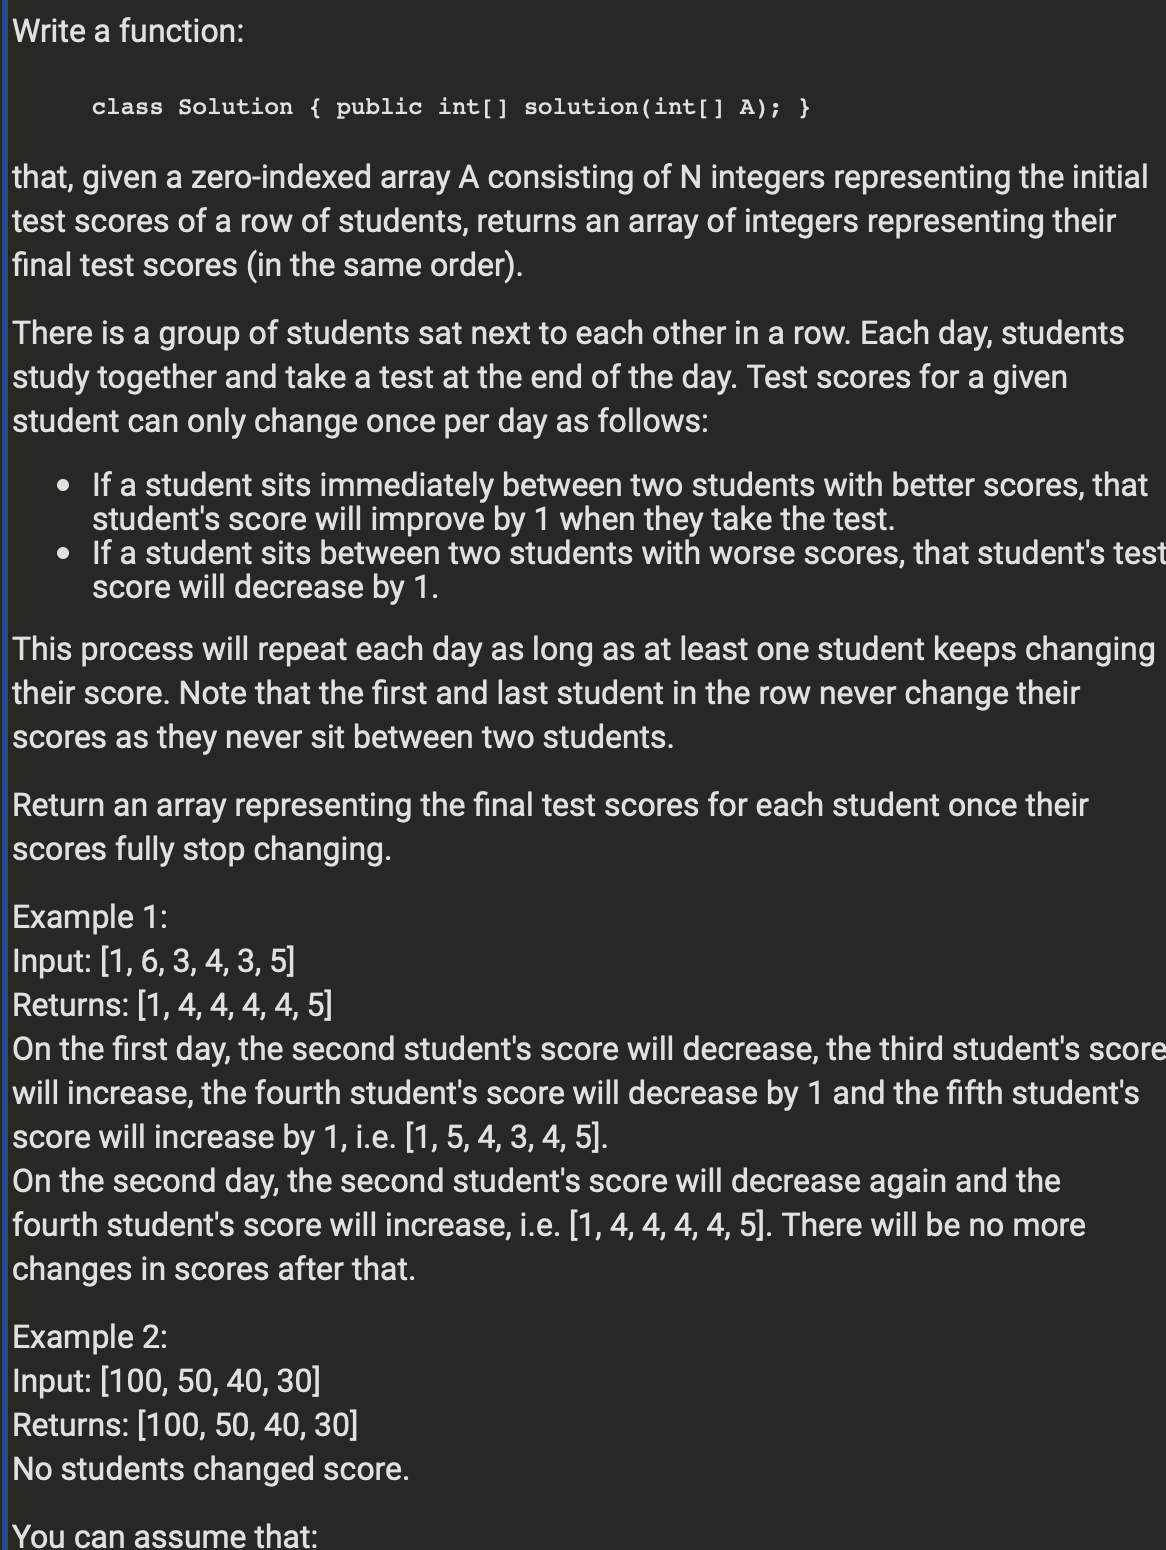 Write a function:
class Solution { public int[] solution(int[] A); }
that, given a zero-indexed array A consisting of N integers representing the initial
test scores of a row of students, returns an array of integers representing their
final test scores (in the same order).
There is a group of students sat next to each other in a row. Each day, students
study together and take a test at the end of the day. Test scores for a given
student can only change once per day as follows:
• If a student sits immediately between two students with better scores, that
student's score will improve by 1 when they take the test.
• If a student sits between two students with worse scores, that student's test
score will decrease by 1.
This process will repeat each day as long as at least one student keeps changing
their score. Note that the first and last student in the row never change their
scores as they never sit between two students.
Return an array representing the final test scores for each student once their
scores fully stop changing.
Example 1:
Input: [1, 6, 3, 4, 3, 5]
Returns: [1, 4, 4, 4, 4, 5]
On the first day, the second student's score will decrease, the third student's score
will increase, the fourth student's score will decrease by 1 and the fifth student's
score will increase by 1, i.e. [1, 5, 4, 3, 4, 5].
On the second day, the second student's score will decrease again and the
fourth student's score will increase, i.e. [1, 4, 4, 4, 4, 5]. There will be no more
changes in scores after that.
Example 2:
Input: [100, 50, 40, 30]
Returns: [100, 50, 40, 30]
No students changed score.
You can assume that: